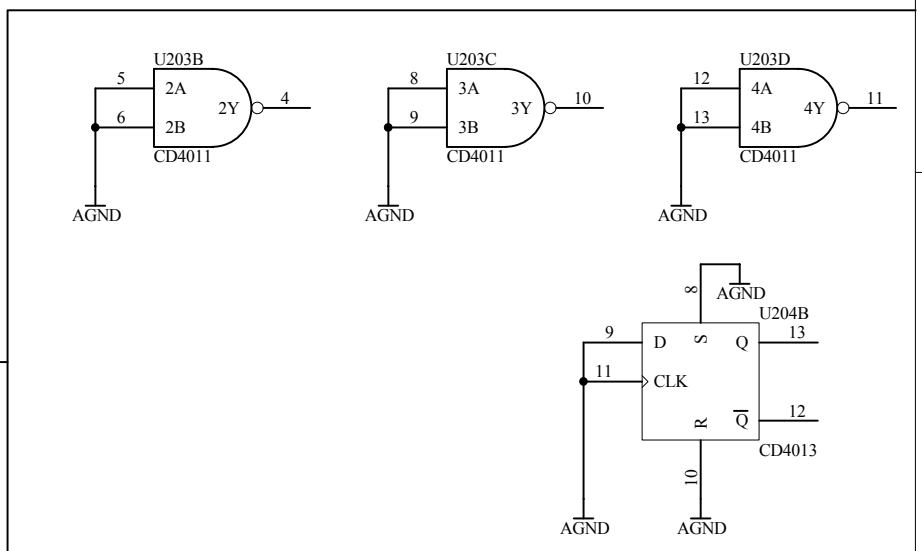 U203B
5
2A
6
2B
2Y
4
CD4011
AGND
U203C
8
3A
9
3B
3Y
10
CD4011
AGND
U203D
12
4A
13
4B
4Y
11
CD4011
AGND
8
AGND
U204B
9
D
S
Q
13
11
CLK
R
Q̅
12
CD4013
10
AGND
AGND